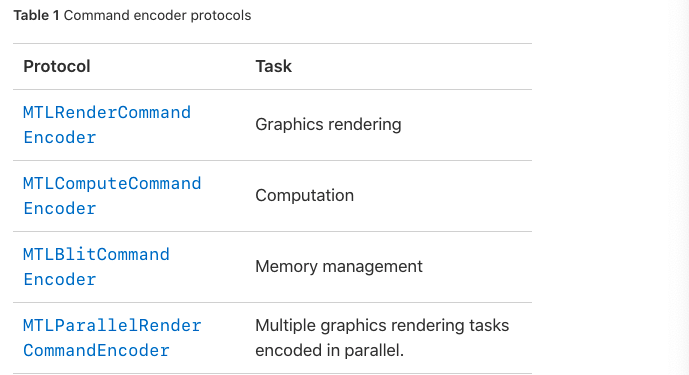 Table 1 Command encoder protocols
Protocol Task
MTLRenderCommand
Encoder
Graphics rendering
MTLComputeCommand
Encoder
Computation
MTLBlitCommand
Encoder
Memory management
MTLParallelRender
CommandEncoder
Multiple graphics rendering tasks
encoded in parallel.